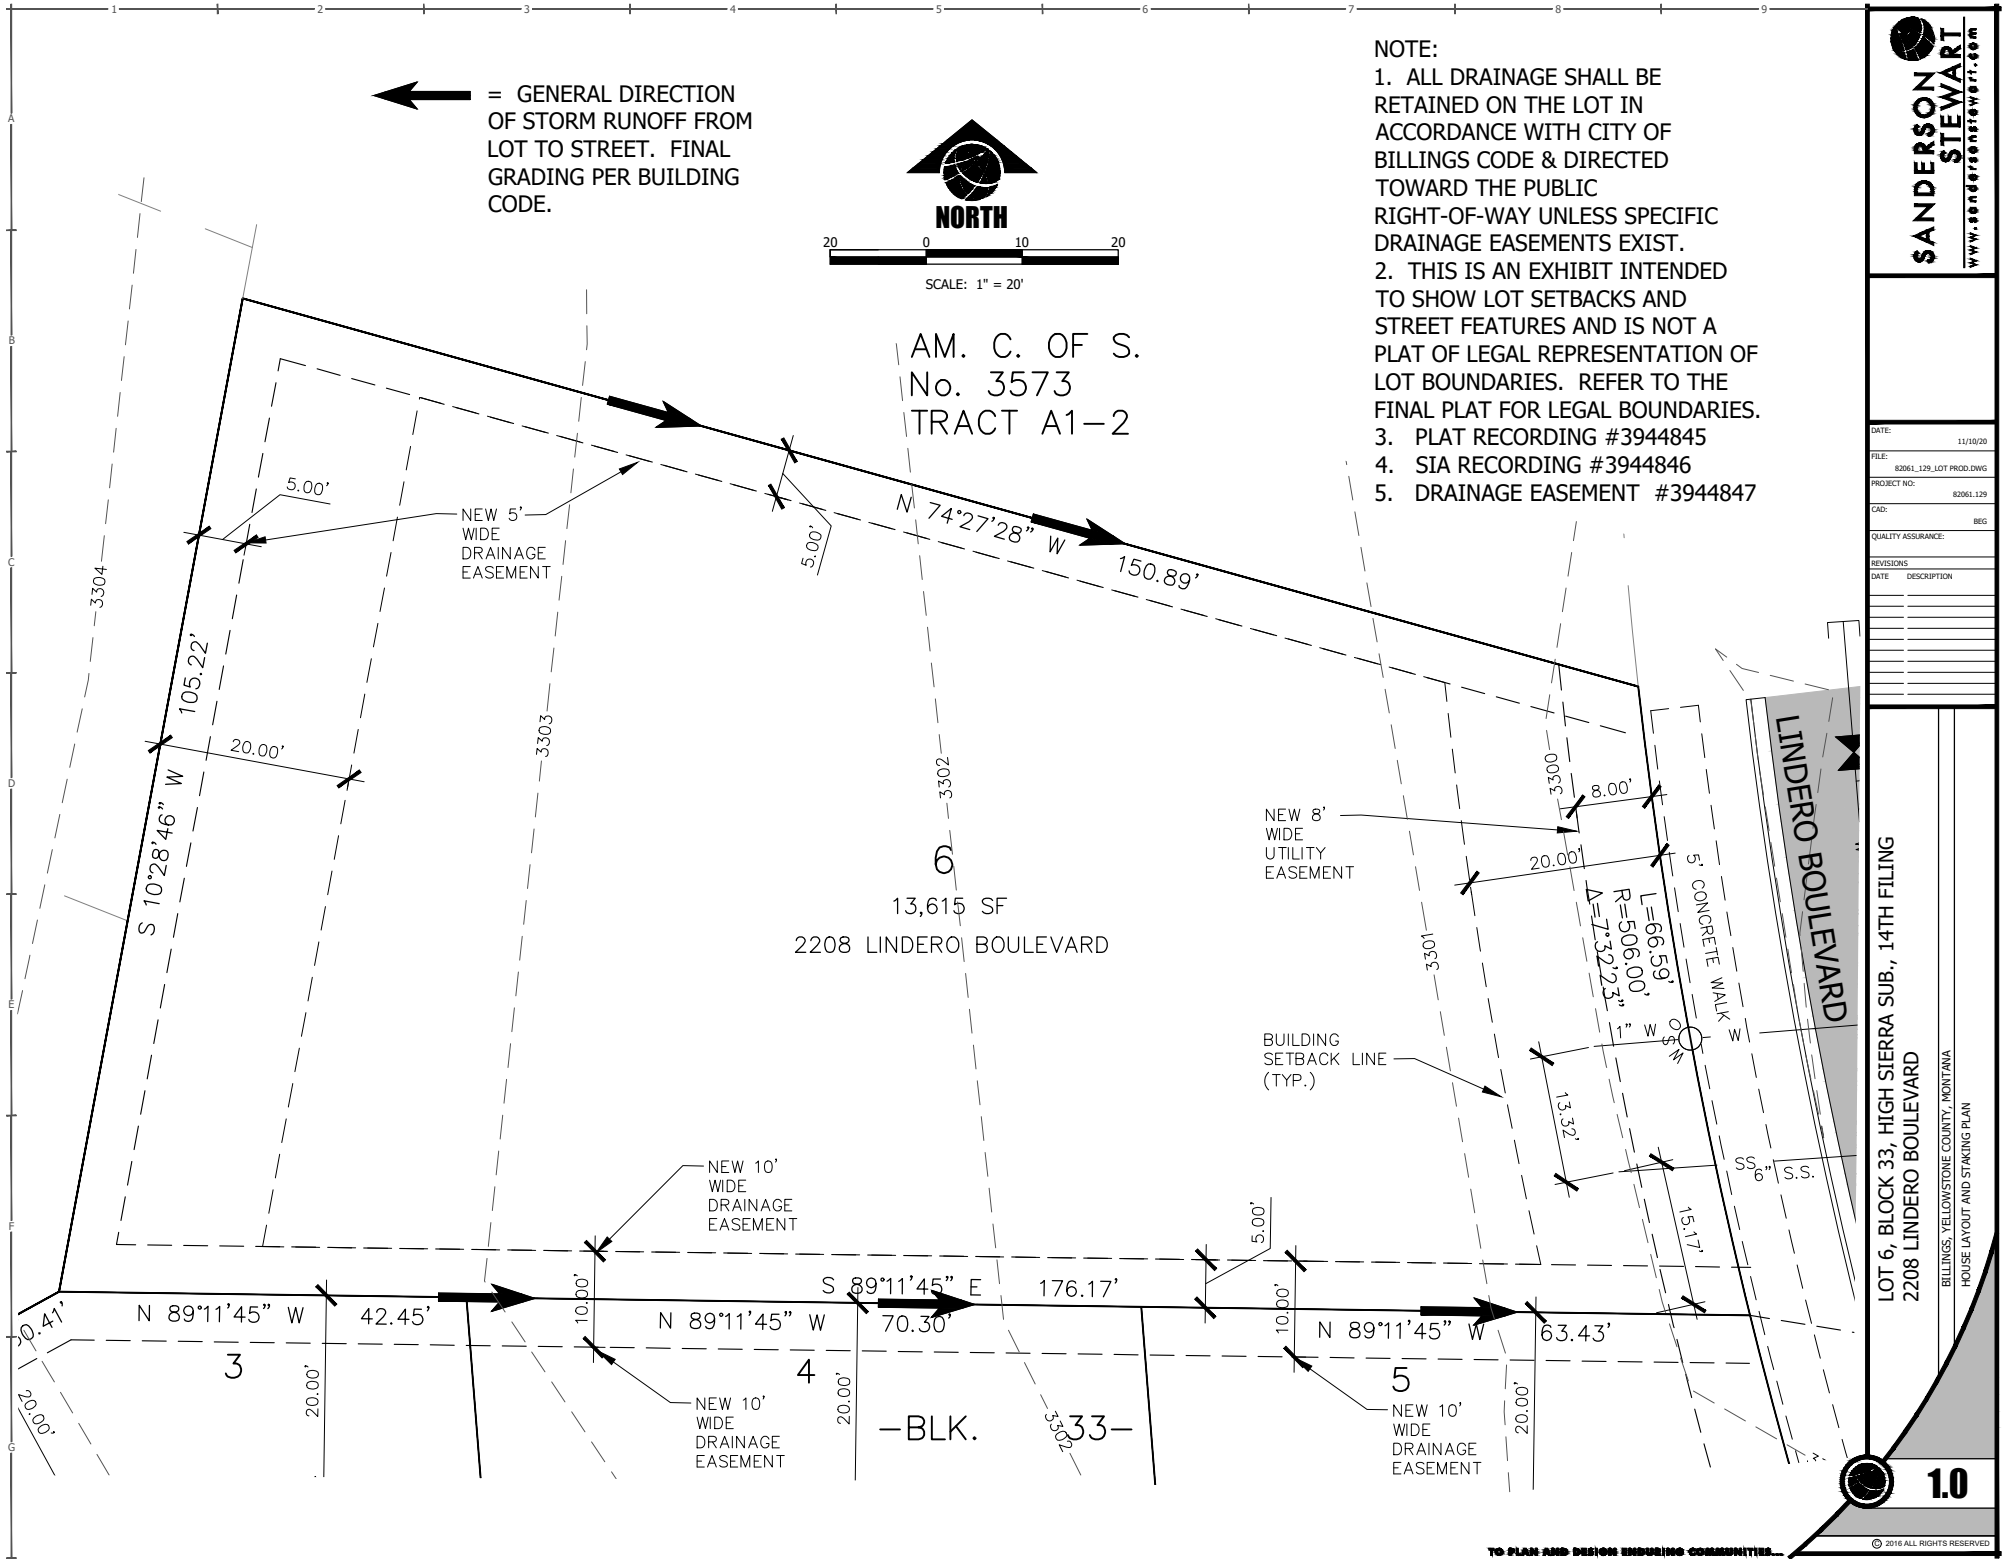 1 2 3 4 5 6 7 8 9
A
B
C
D
E
F
G
= GENERAL DIRECTION
OF STORM RUNOFF FROM
LOT TO STREET. FINAL
GRADING PER BUILDING
CODE.
NORTH
20 0 10 20
SCALE: 1" = 20'
NOTE:
1. ALL DRAINAGE SHALL BE
RETAINED ON THE LOT IN
ACCORDANCE WITH CITY OF
BILLINGS CODE & DIRECTED
TOWARD THE PUBLIC
RIGHT-OF-WAY UNLESS SPECIFIC
DRAINAGE EASEMENTS EXIST.
2. THIS IS AN EXHIBIT INTENDED
TO SHOW LOT SETBACKS AND
STREET FEATURES AND IS NOT A
PLAT OF LEGAL REPRESENTATION OF
LOT BOUNDARIES. REFER TO THE
FINAL PLAT FOR LEGAL BOUNDARIES.
3. PLAT RECORDING #3944845
4. SIA RECORDING #3944846
5. DRAINAGE EASEMENT #3944847
AM. C. OF S.
No. 3573
TRACT A1-2
5.00'
NEW 5'
WIDE
DRAINAGE
EASEMENT
5.00'
N 74°27'28" W
150.89'
3304
3303
3302
3300
3301
105.22'
S 10°28'46" W
20.00'
6
13,615 SF
2208 LINDERO BOULEVARD
NEW 8'
WIDE
UTILITY
EASEMENT
8.00'
20.00'
L=66.59'
R=506.00'
Δ=7°32'23"
5' CONCRETE WALK
LINDERO BOULEVARD
1" W
W
WSO
BUILDING
SETBACK LINE
(TYP.)
13.32'
SS
6" S.S.
15.17'
NEW 10'
WIDE
DRAINAGE
EASEMENT
5.00'
10.00'
10.00'
S 89°11'45" E 176.17'
N 89°11'45" W 42.45'
N 89°11'45" W 70.30'
N 89°11'45" W 63.43'
0.41'
3
4
5
20.00'
20.00'
20.00'
20.00'
NEW 10'
WIDE
DRAINAGE
EASEMENT
-BLK. 33-
3302
NEW 10'
WIDE
DRAINAGE
EASEMENT
SANDERSON
STEWART
www.sandersonstewart.com
DATE:
11/10/20
FILE:
82061_129_LOT PROD.DWG
PROJECT NO:
82061.129
CAD:
BEG
QUALITY ASSURANCE:
REVISIONS
DATE DESCRIPTION
LOT 6, BLOCK 33, HIGH SIERRA SUB., 14TH FILING
2208 LINDERO BOULEVARD
BILLINGS, YELLOWSTONE COUNTY, MONTANA
HOUSE LAYOUT AND STAKING PLAN
1.0
© 2016 ALL RIGHTS RESERVED
TO PLAN AND DESIGN ENDURING COMMUNITIES...